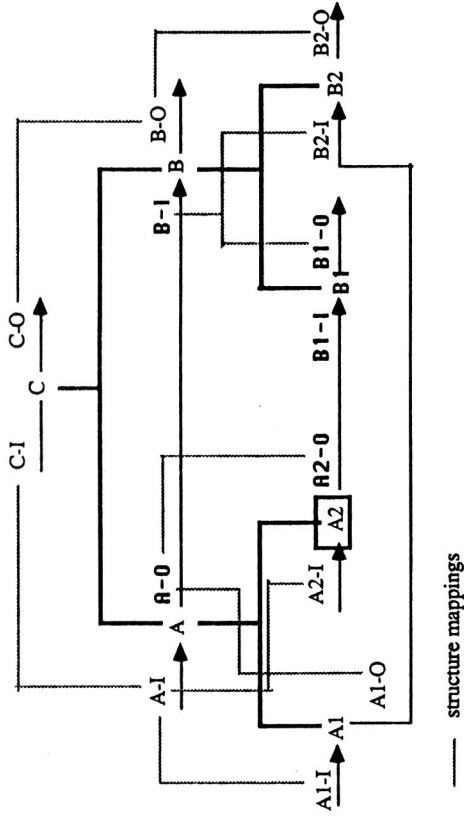 C-I C-O
C
A-I A-O B-I B-O
A B
A1-I A1-O A2-I A2-O B1-I B1-O B2-I B2-O
A1 A2 B1 B2
structure mappings